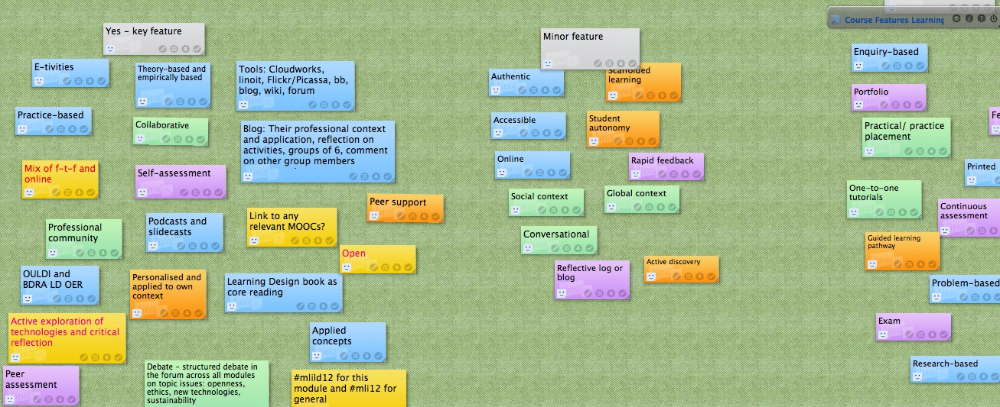 Course Features Learning
Yes - key feature
E-tivities
Theory-based and
empirically based
Tools: Cloudworks,
linoit, Flickr/Picassa, bb,
blog, wiki, forum
Practice-based
Collaborative
Blog: Their professional context
and application, reflection on
activities, groups of 6, comment
on other group members
Mix of f-t-f and
online
Self-assessment
Peer support
Professional
community
Podcasts and
slidecasts
Link to any
relevant MOOCs?
Open
OULDI and
BDRA LD OER
Personalised and
applied to own
context
Learning Design book as
core reading
Active exploration of
technologies and critical
reflection
Applied
concepts
Peer
assessment
Debate - structured debate in
the forum across all modules
on topic issues: openness,
ethics, new technologies,
sustainability
#mlild12 for this
module and #mli12 for
general
Minor feature
Authentic
Scaffolded
learning
Accessible
Student
autonomy
Online
Rapid feedback
Social context
Global context
Conversational
Reflective log or
blog
Active discovery
Enquiry-based
Portfolio
Practical/ practice
placement
Fe
Printed
One-to-one
tutorials
Continuous
assessment
Guided learning
pathway
Problem-based
Exam
Research-based